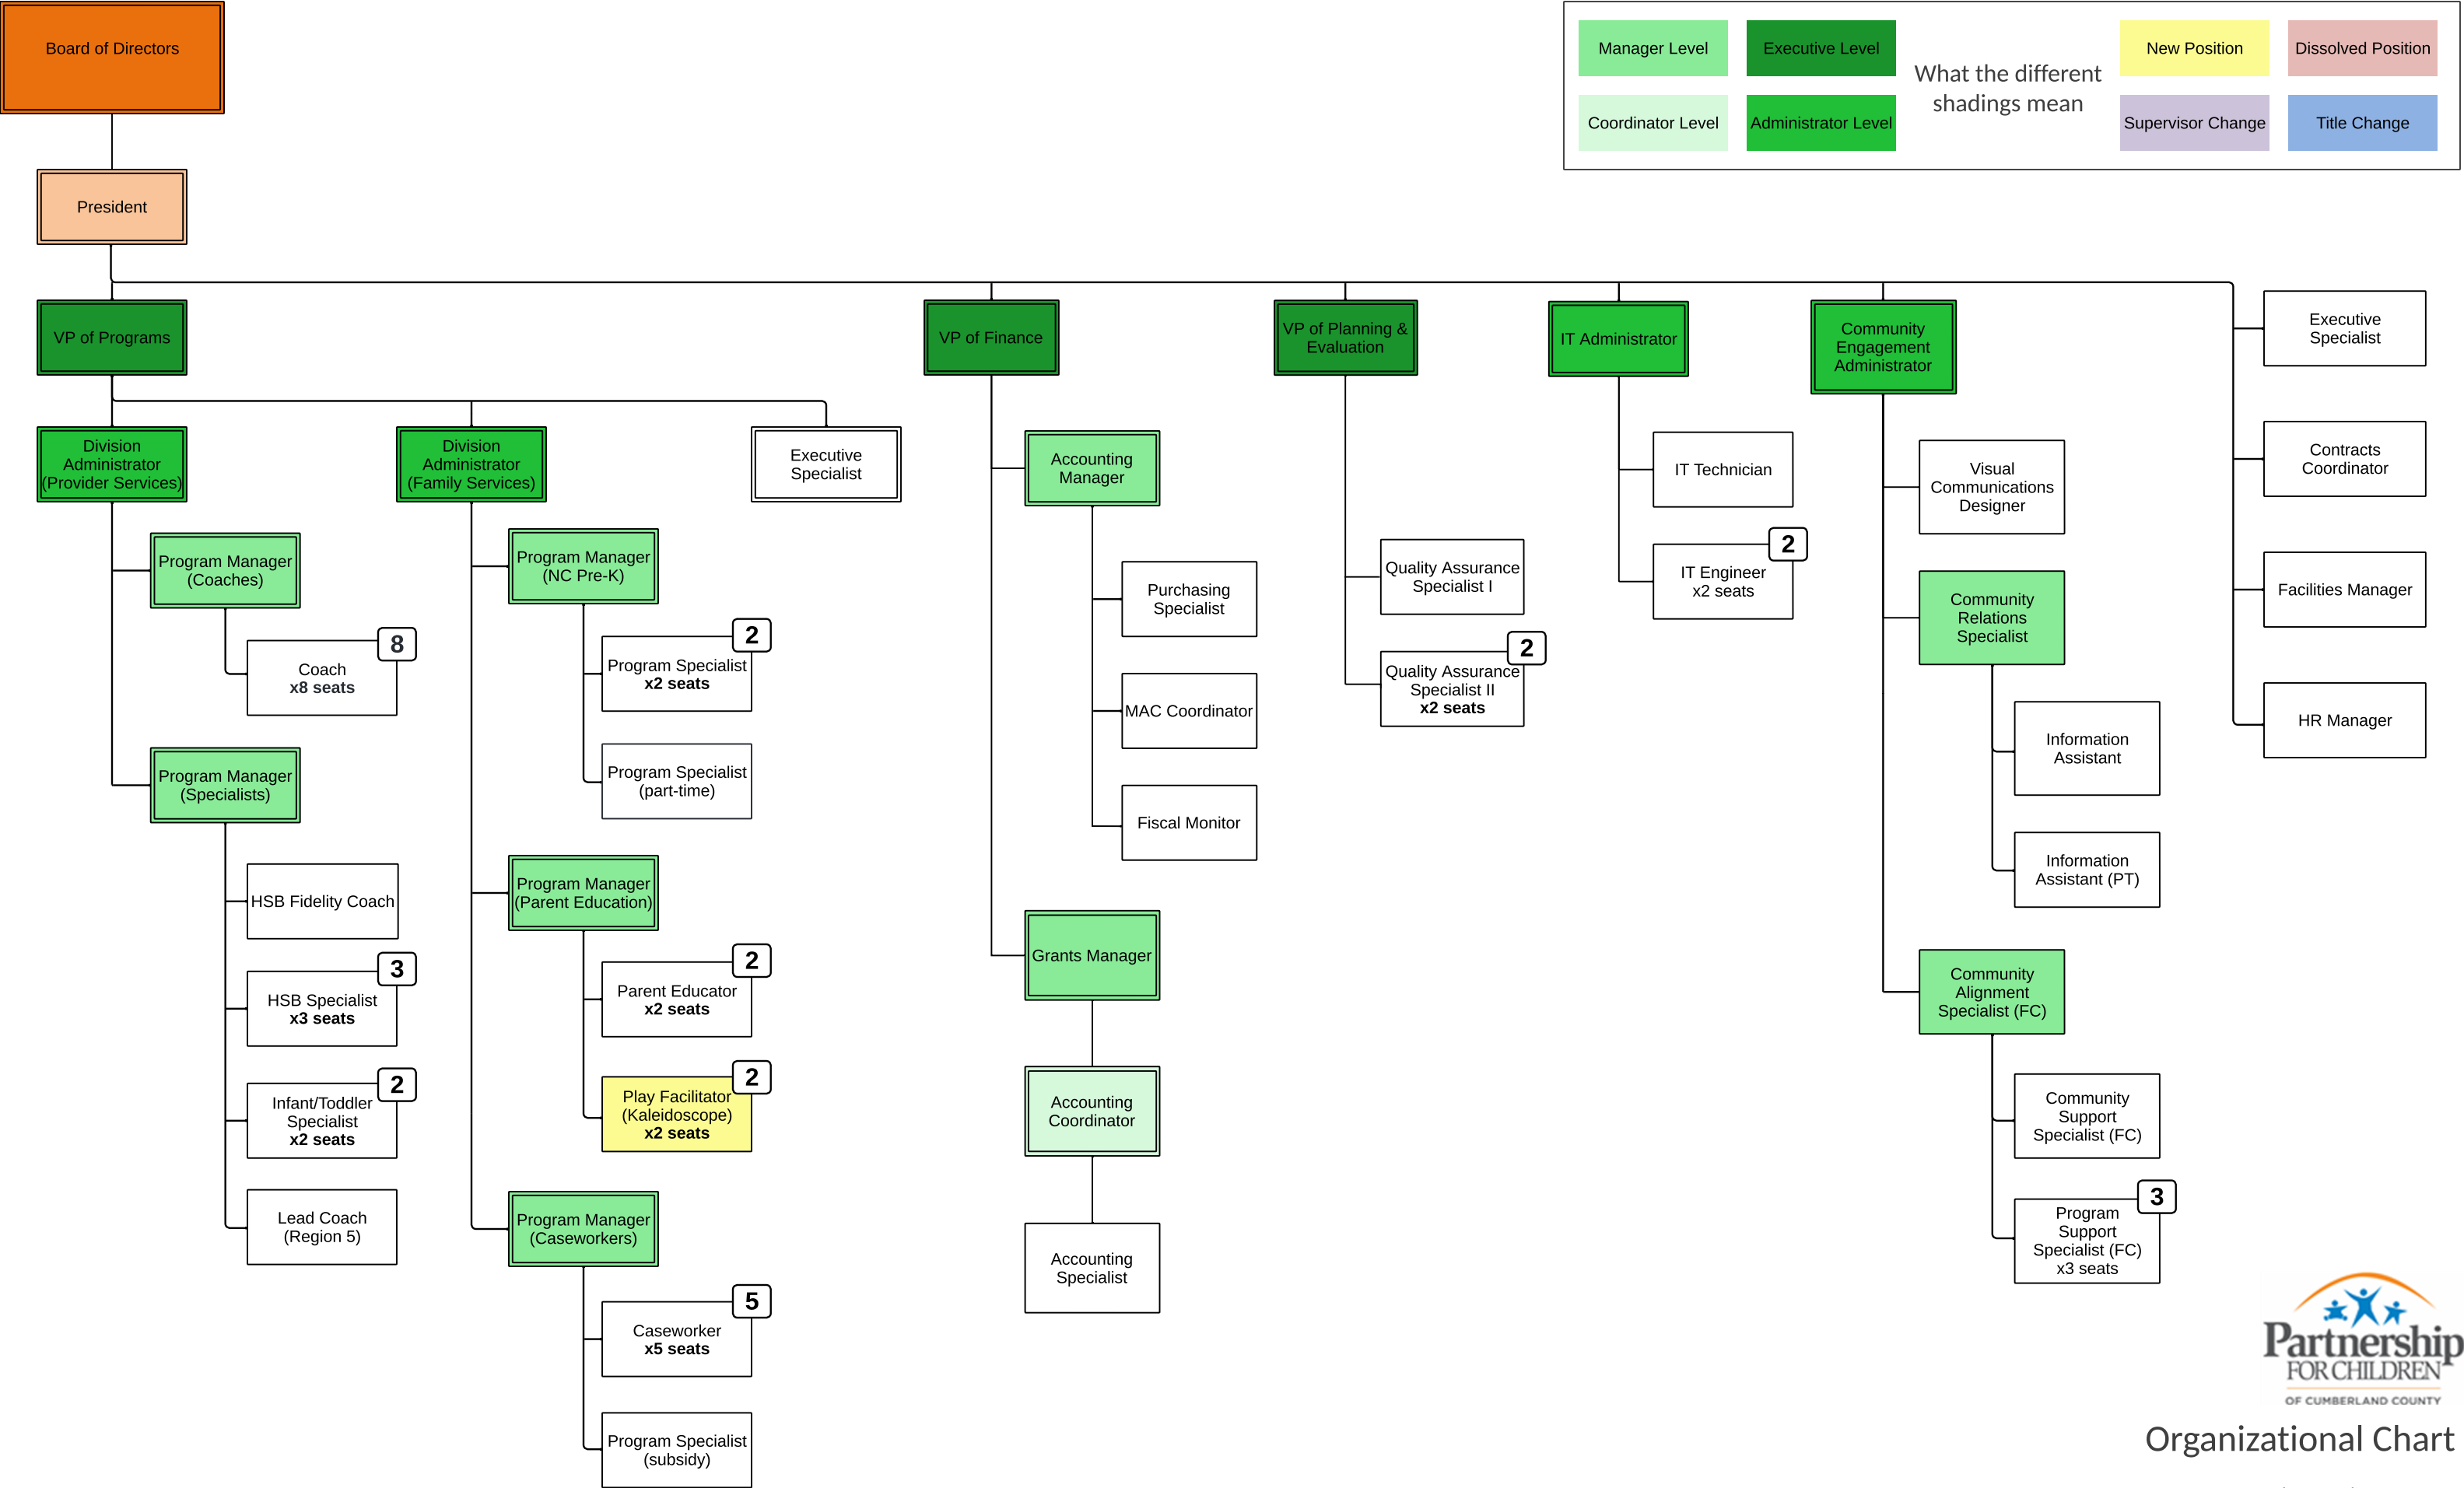 Board of Directors
Manager Level
Executive Level
New Position
Dissolved Position
What the different
shadings mean
Coordinator Level
Administrator Level
Supervisor Change
Title Change
President
VP of Programs
VP of Finance
VP of Planning &
Evaluation
IT Administrator
Community
Engagement
Administrator
Executive
Specialist
Division
Administrator
(Provider Services)
Division
Administrator
(Family Services)
Executive
Specialist
Program Manager
(Coaches)
8
Coach
x8 seats
Program Manager
(Specialists)
HSB Fidelity Coach
3
HSB Specialist
x3 seats
2
Infant/Toddler
Specialist
x2 seats
Lead Coach
(Region 5)
Program Manager
(NC Pre-K)
2
Program Specialist
x2 seats
Program Specialist
(part-time)
Program Manager
(Parent Education)
2
Parent Educator
x2 seats
2
Play Facilitator
(Kaleidoscope)
x2 seats
Program Manager
(Caseworkers)
5
Caseworker
x5 seats
Program Specialist
(subsidy)
Accounting
Manager
Purchasing
Specialist
MAC Coordinator
Fiscal Monitor
Grants Manager
Accounting
Coordinator
Accounting
Specialist
Quality Assurance
Specialist I
2
Quality Assurance
Specialist II
x2 seats
IT Technician
2
IT Engineer
x2 seats
Visual
Communications
Designer
Community
Relations
Specialist
Information
Assistant
Information
Assistant (PT)
Community
Alignment
Specialist (FC)
Community
Support
Specialist (FC)
3
Program
Support
Specialist (FC)
x3 seats
Contracts
Coordinator
Facilities Manager
HR Manager
Partnership
FOR CHILDREN
OF CUMBERLAND COUNTY
Organizational Chart